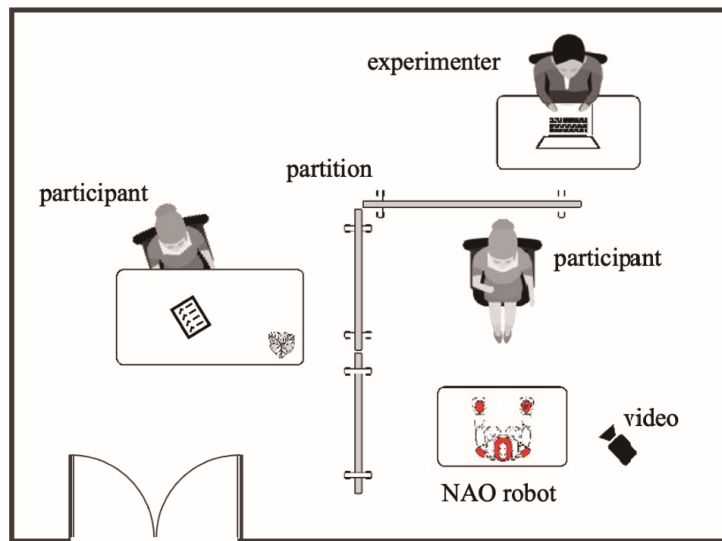 experimenter
partition
participant
participant
video
NAO robot